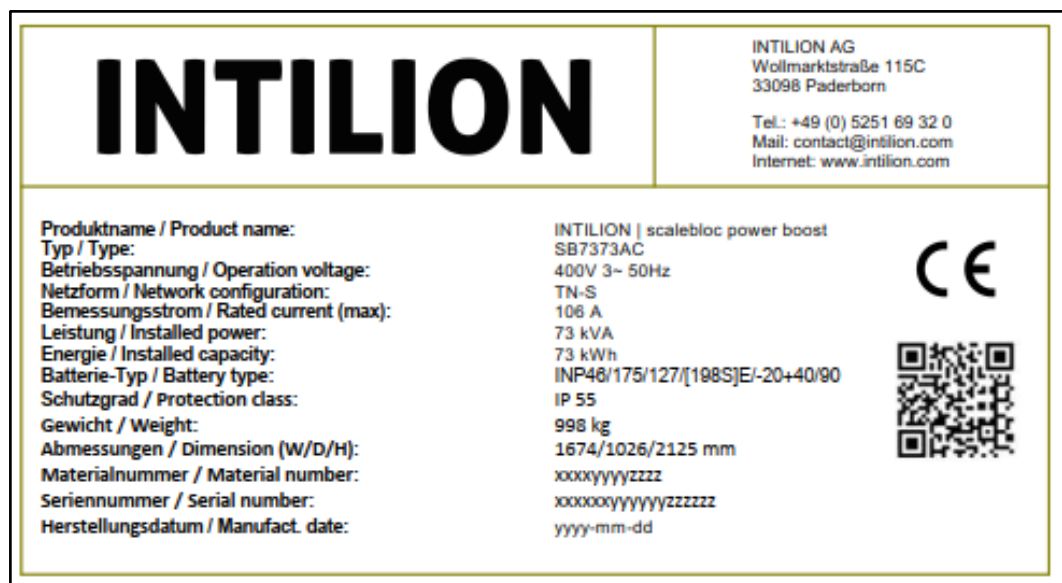 INTILION
INTILION AG
Wollmarktstraße 115C
33098 Paderborn
Tel.: +49 (0) 5251 69 32 0
Mail: contact@intilion.com
Internet: www.intilion.com
Produktname / Product name: INTILION | scalebloc power boost
Typ / Type: SB7373AC
Betriebsspannung / Operation voltage: 400V 3~ 50Hz
Netzform / Network configuration: TN-S
Bemessungsstrom / Rated current (max): 106 A
Leistung / Installed power: 73 kVA
Energie / Installed capacity: 73 kWh
Batterie-Typ / Battery type: INP46/175/127/[198S]E/-20+40/90
Schutzgrad / Protection class: IP 55
Gewicht / Weight: 998 kg
Abmessungen / Dimension (W/D/H): 1674/1026/2125 mm
Materialnummer / Material number: xxxxyyyyzzzz
Seriennummer / Serial number: xxxxxxyyyyyyzzzzzz
Herstellungsdatum / Manufact. date: yyyy-mm-dd
CE